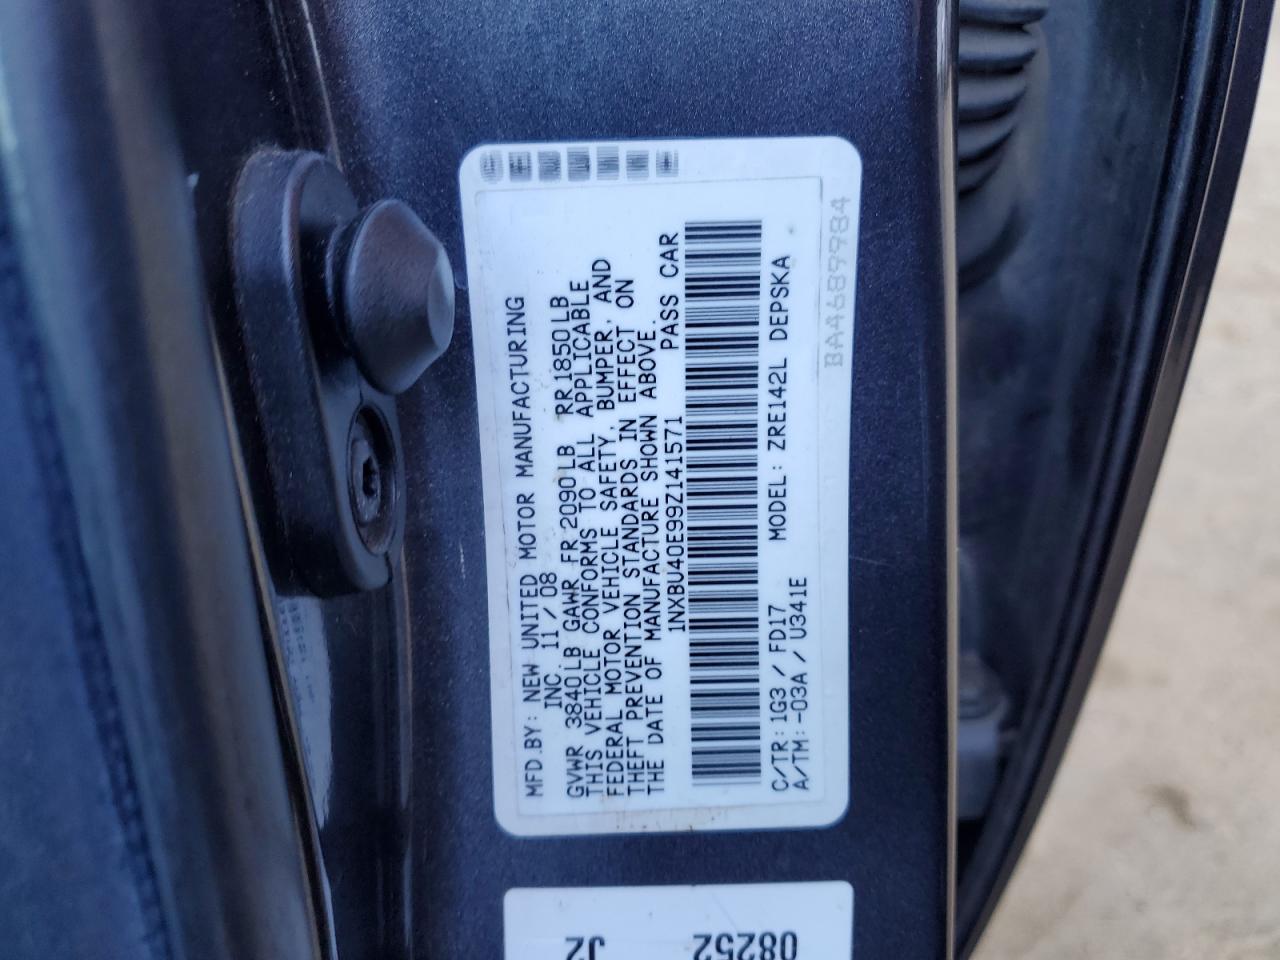 MFD.BY: NEW UNITED MOTOR MANUFACTURING
INC. 11/08
GVWR 3840LB GAWR FR 2090LB RR 1850LB
THIS VEHICLE CONFORMS TO ALL APPLICABLE
FEDERAL MOTOR VEHICLE SAFETY, BUMPER, AND
THEFT PREVENTION STANDARDS IN EFFECT ON
THE DATE OF MANUFACTURE SHOWN ABOVE.
1NXBU40E99Z141571 PASS CAR
C/TR: 1G3 / FD17 MODEL: ZRE142L DEPSKA
A/TM: -03A / U341E
BA4689984
08252
J2